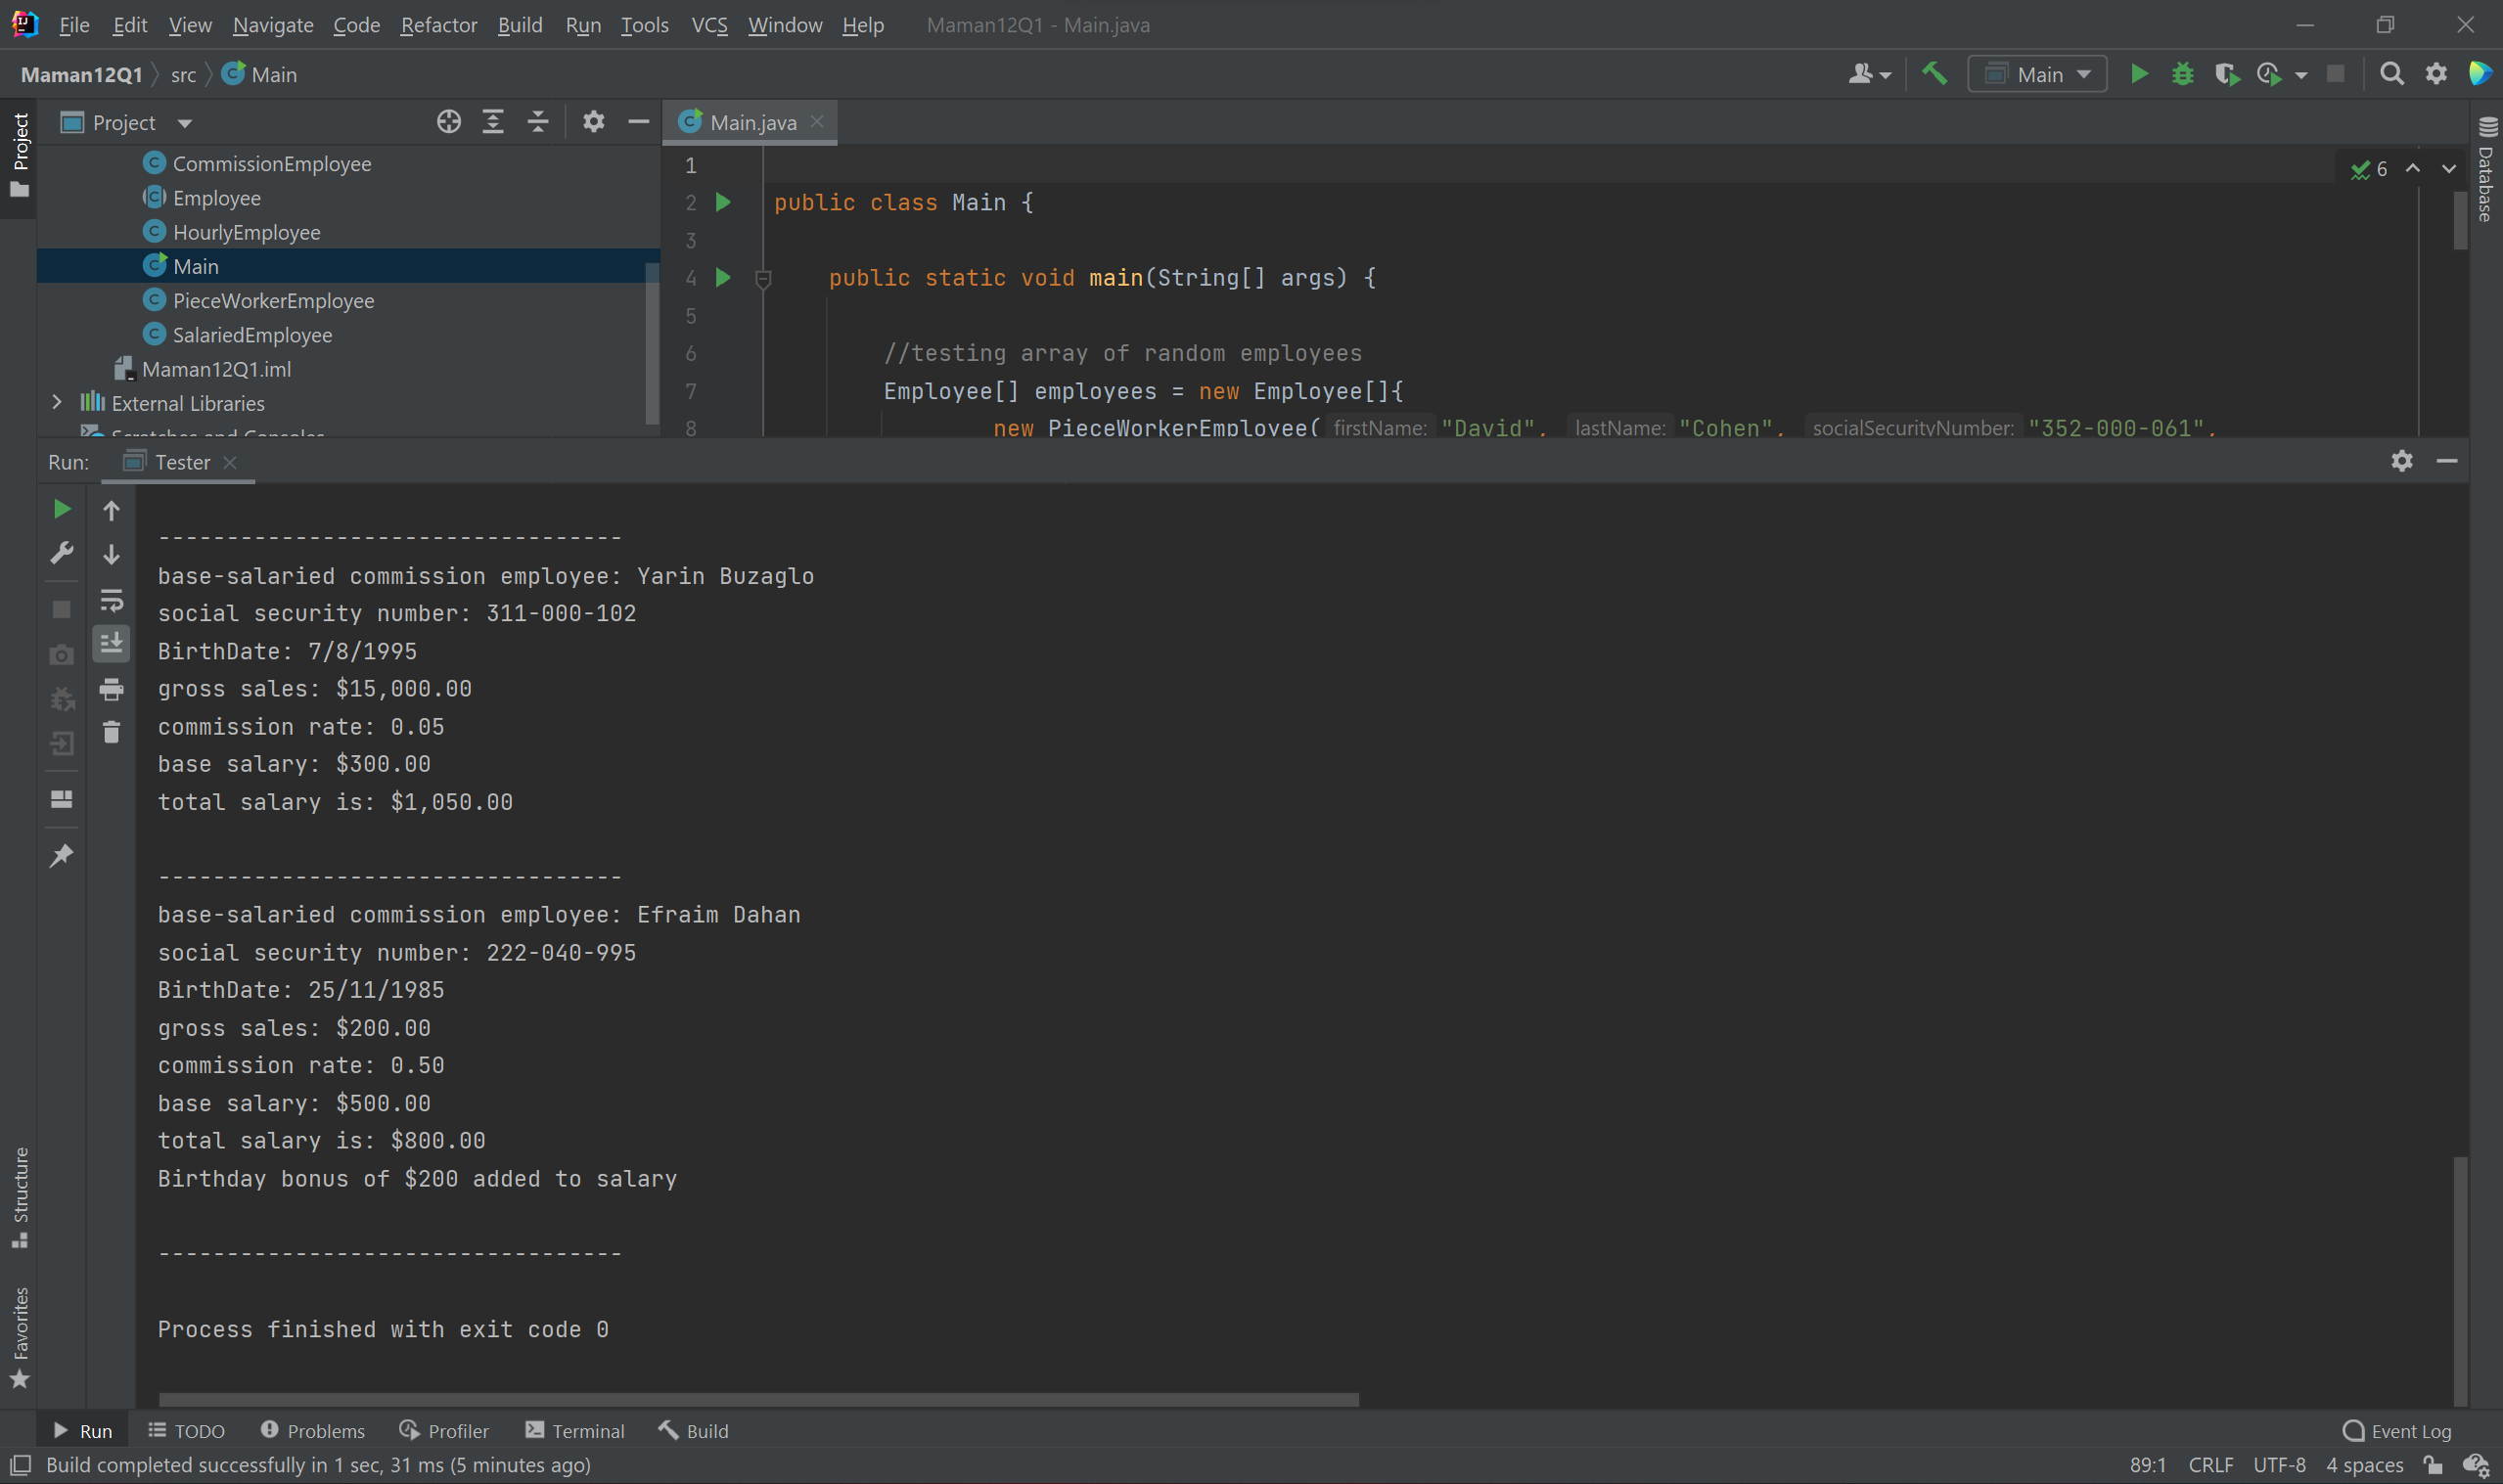 File Edit View Navigate Code Refactor Build Run Tools VCS Window Help Maman12Q1 - Main.java
Maman12Q1 src Main
Main
Project
Project
Main.java
CommissionEmployee
Employee
HourlyEmployee
Main
PieceWorkerEmployee
SalariedEmployee
Maman12Q1.iml
External Libraries
Scratches and Consoles
1
2 public class Main {
3
4 public static void main(String[] args) {
5
6 //testing array of random employees
7 Employee[] employees = new Employee[]{
8 new PieceWorkerEmployee( firstName: "David", lastName: "Cohen", socialSecurityNumber: "352-000-061",
6
Database
Run: Tester
----------------------------------
base-salaried commission employee: Yarin Buzaglo
social security number: 311-000-102
BirthDate: 7/8/1995
gross sales: $15,000.00
commission rate: 0.05
base salary: $300.00
total salary is: $1,050.00
----------------------------------
base-salaried commission employee: Efraim Dahan
social security number: 222-040-995
BirthDate: 25/11/1985
gross sales: $200.00
commission rate: 0.50
base salary: $500.00
total salary is: $800.00
Birthday bonus of $200 added to salary
----------------------------------
Process finished with exit code 0
Structure
Favorites
Run TODO Problems Profiler Terminal Build Event Log
Build completed successfully in 1 sec, 31 ms (5 minutes ago) 89:1 CRLF UTF-8 4 spaces